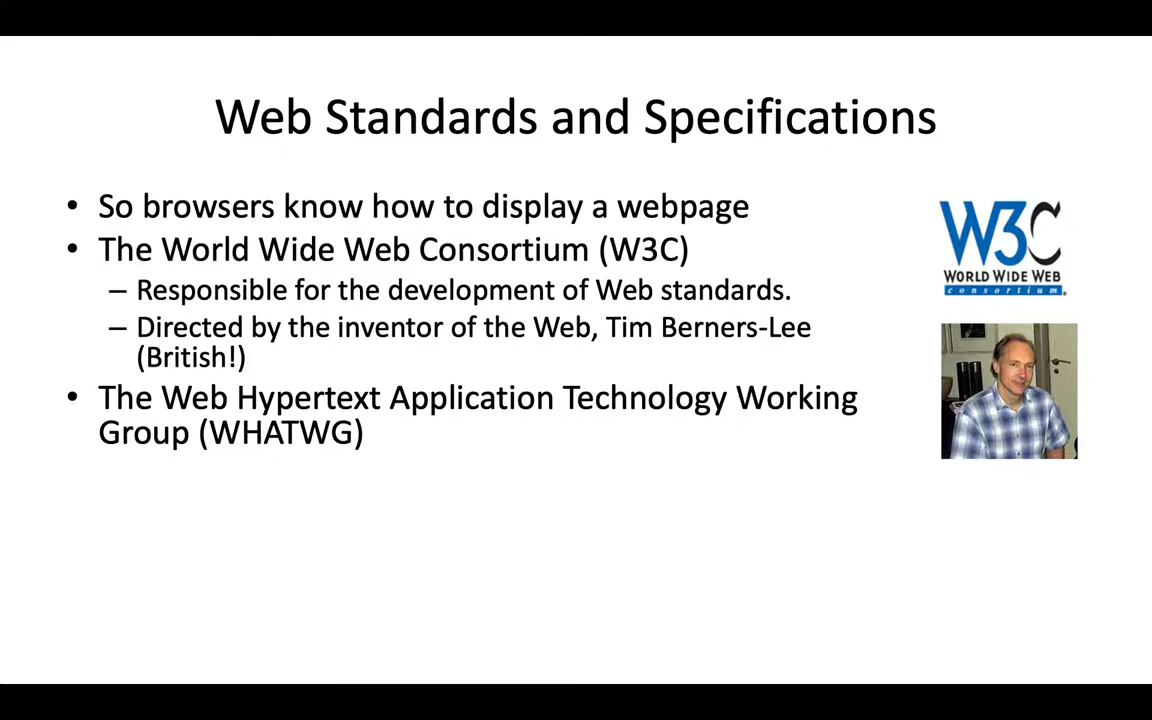 Web Standards and Specifications
• So browsers know how to display a webpage
• The World Wide Web Consortium (W3C)
– Responsible for the development of Web standards.
– Directed by the inventor of the Web, Tim Berners-Lee
(British!)
• The Web Hypertext Application Technology Working
Group (WHATWG)
W3C
WORLD WIDE WEB
consortium®